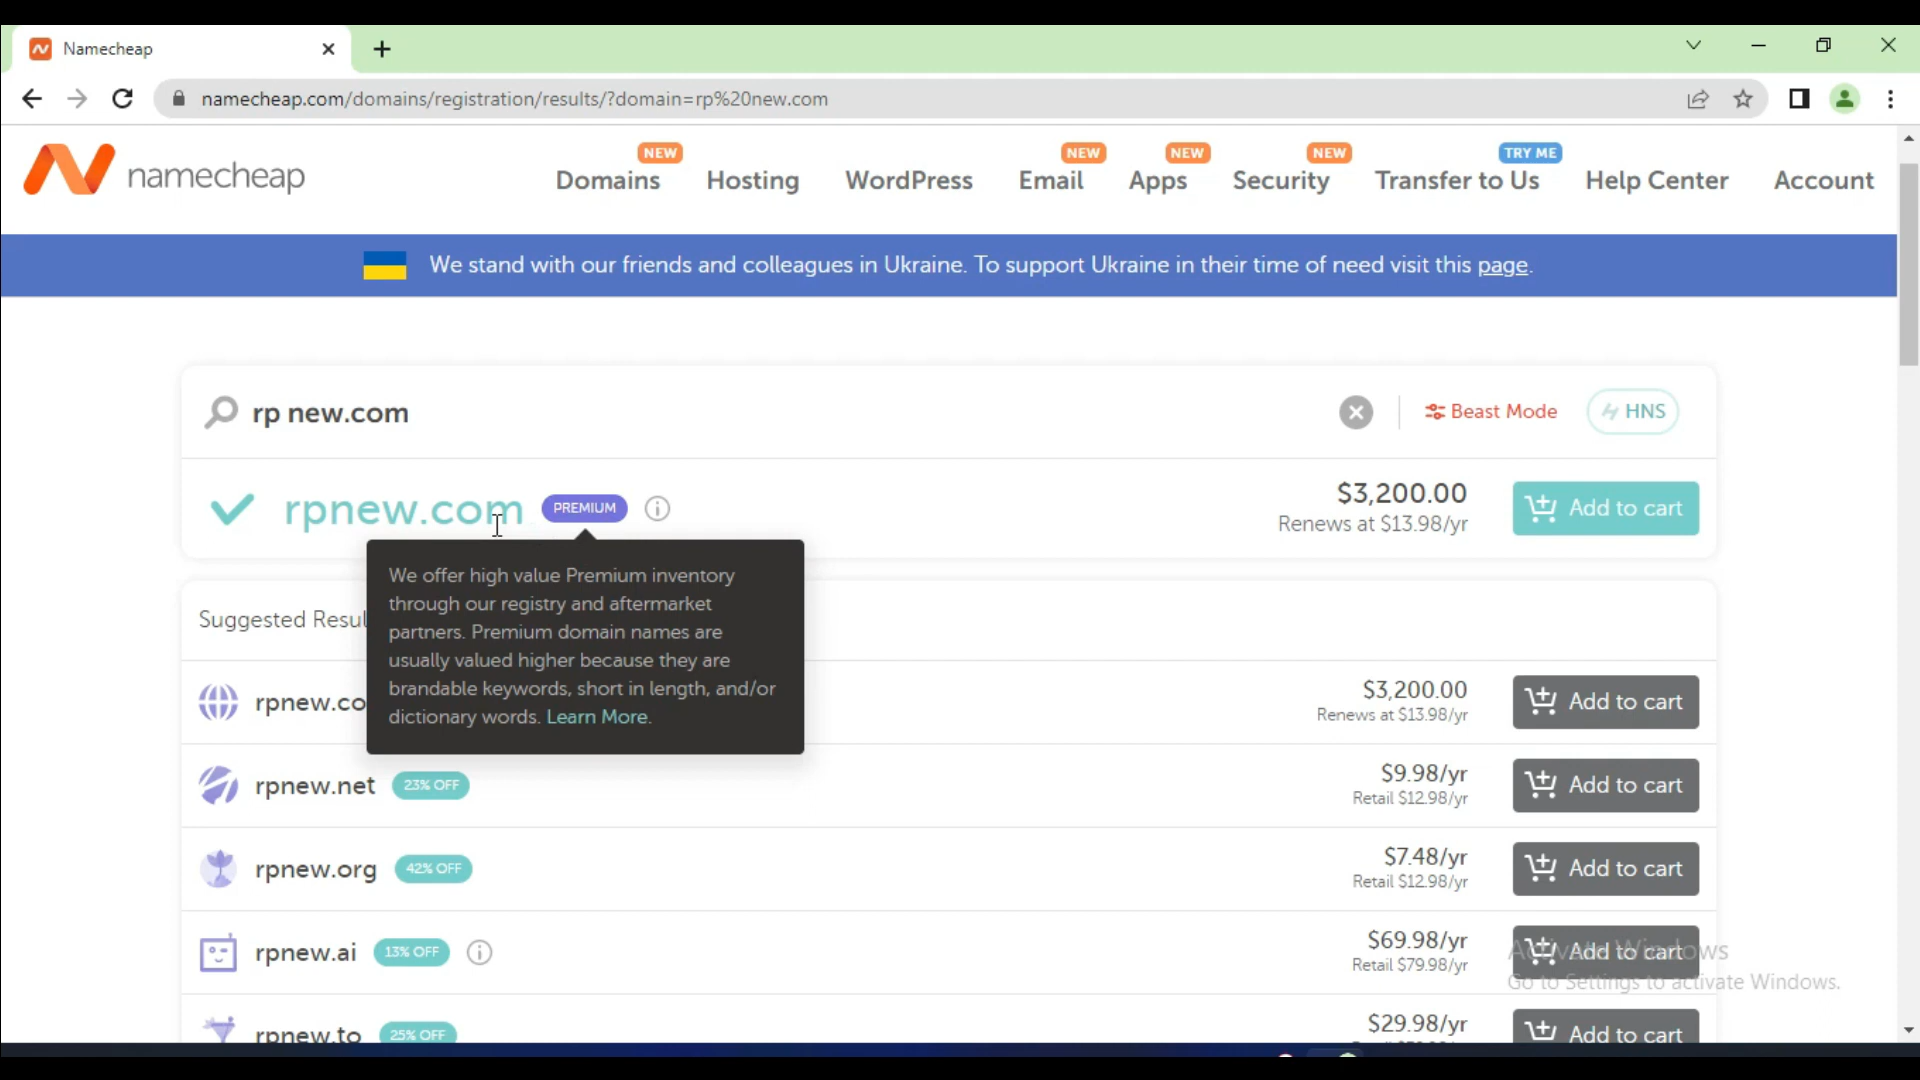 Namecheap
namecheap.com/domains/registration/results/?domain=rp%20new.com
namecheap
NEW NEW NEW NEW TRY ME
Domains Hosting WordPress Email Apps Security Transfer to Us Help Center Account
We stand with our friends and colleagues in Ukraine. To support Ukraine in their time of need visit this page.
rp new.com Beast Mode HNS
rpnew.com PREMIUM $3,200.00 Add to cart
Renews at $13.98/yr
We offer high value Premium inventory
through our registry and aftermarket
partners. Premium domain names are
usually valued higher because they are
brandable keywords, short in length, and/or
dictionary words. Learn More.
Suggested Resul
rpnew.co $3,200.00 Add to cart
Renews at $13.98/yr
rpnew.net 23% OFF $9.98/yr Add to cart
Retail $12.98/yr
rpnew.org 42% OFF $7.48/yr Add to cart
Retail $12.98/yr
rpnew.ai 13% OFF $69.98/yr Add to cart
Retail $79.98/yr
Activate Windows
Go to Settings to activate Windows.
rpnew.to 25% OFF $29.98/yr Add to cart